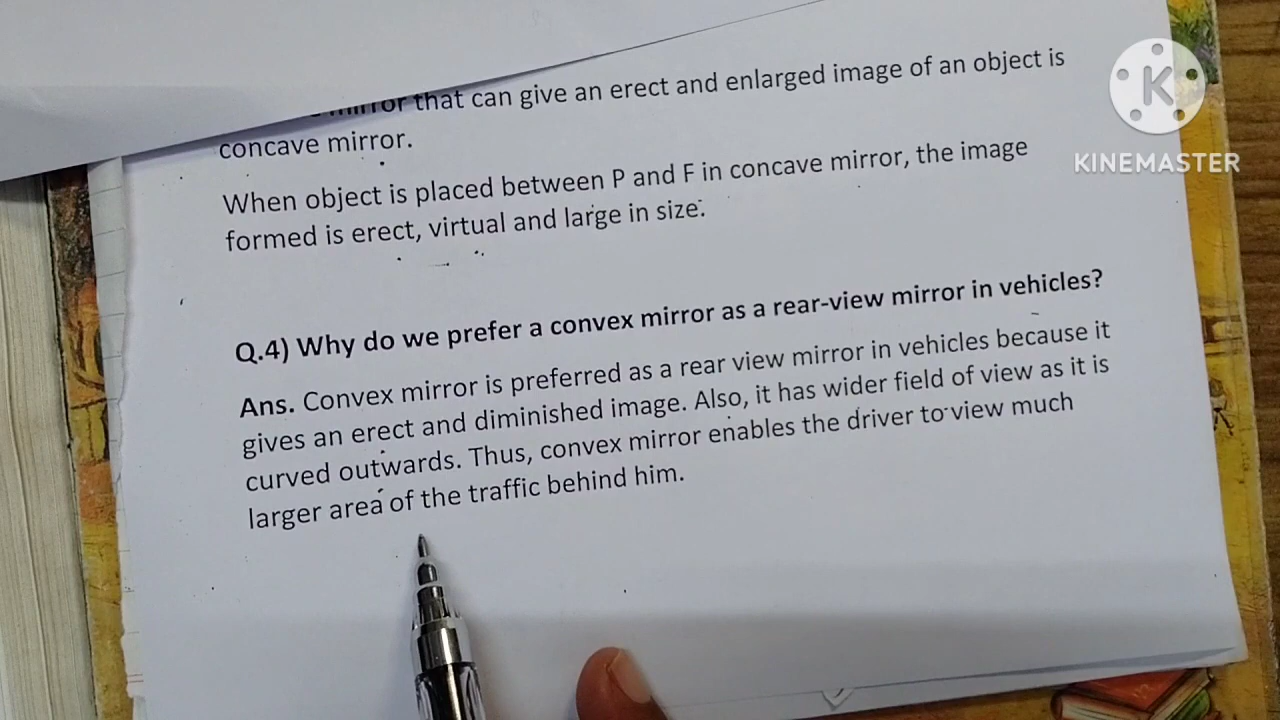 mirror that can give an erect and enlarged image of an object is
concave mirror.
When object is placed between P and F in concave mirror, the image
formed is erect, virtual and large in size.
Q.4) Why do we prefer a convex mirror as a rear-view mirror in vehicles?
Ans. Convex mirror is preferred as a rear view mirror in vehicles because it
gives an erect and diminished image. Also, it has wider field of view as it is
curved outwards. Thus, convex mirror enables the driver to view much
larger area of the traffic behind him.
K
KINEMASTER